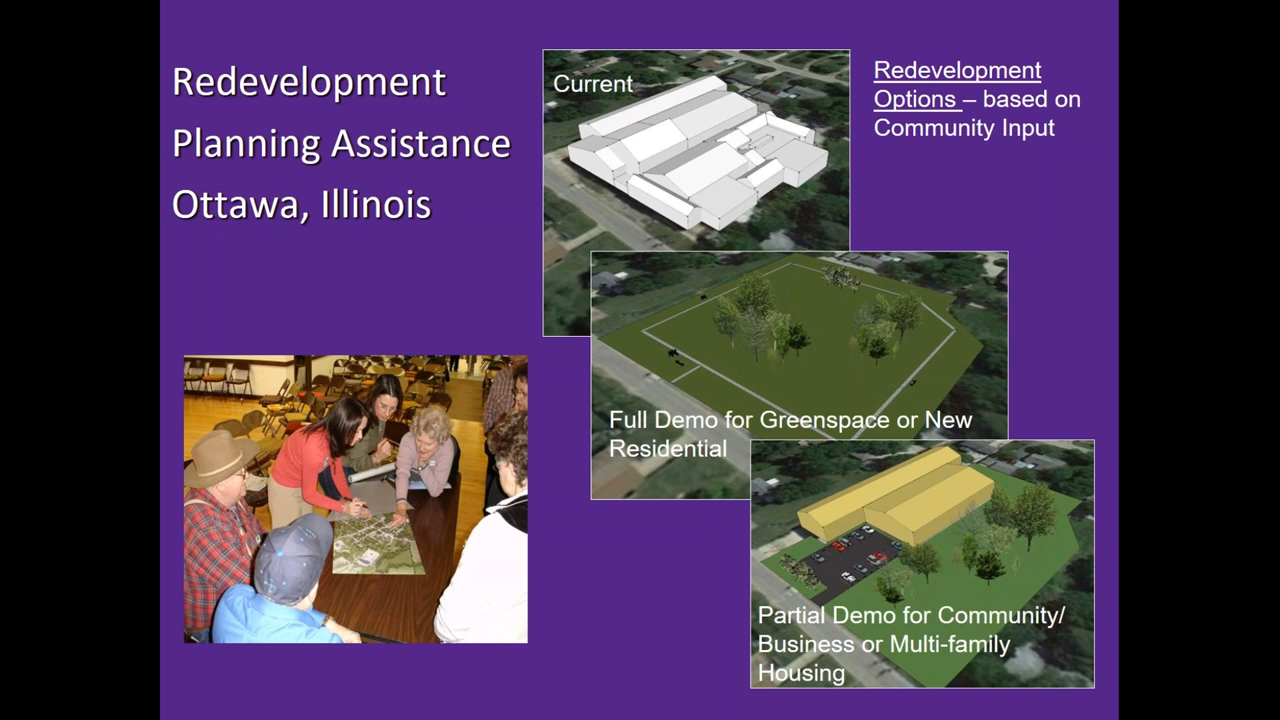 Redevelopment
Planning Assistance
Ottawa, Illinois
Current
Redevelopment
Options – based on
Community Input
Full Demo for Greenspace or New
Residential
Partial Demo for Community/
Business or Multi-family
Housing